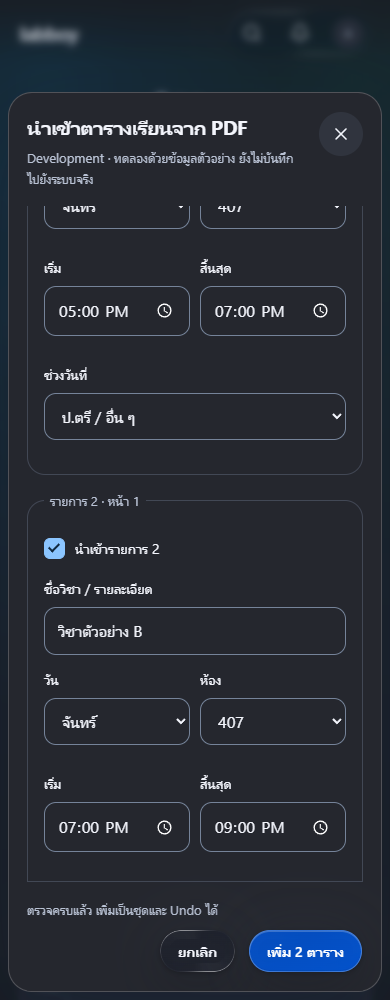 นำเข้าตารางเรียนจาก PDF
Development · ทดลองด้วยข้อมูลตัวอย่าง ยังไม่บันทึก
ไปยังระบบจริง
จันทร์ 407
เริ่ม สิ้นสุด
05:00 PM 07:00 PM
ช่วงวันที่
ป.ตรี / อื่น ๆ
รายการ 2 · หน้า 1
นำเข้ารายการ 2
ชื่อวิชา / รายละเอียด
วิชาตัวอย่าง B
วัน ห้อง
จันทร์ 407
เริ่ม สิ้นสุด
07:00 PM 09:00 PM
ตรวจครบแล้ว เพิ่มเป็นชุดและ Undo ได้
ยกเลิก เพิ่ม 2 ตาราง